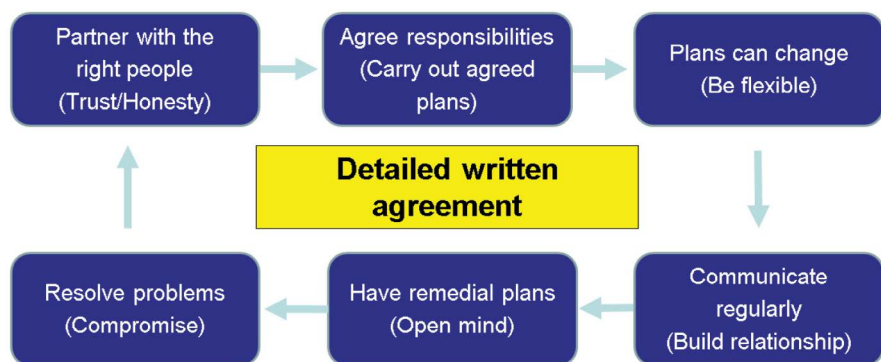 Partner with the
right people
(Trust/Honesty)
Agree responsibilities
(Carry out agreed
plans)
Plans can change
(Be flexible)
Detailed written
agreement
Resolve problems
(Compromise)
Have remedial plans
(Open mind)
Communicate
regularly
(Build relationship)